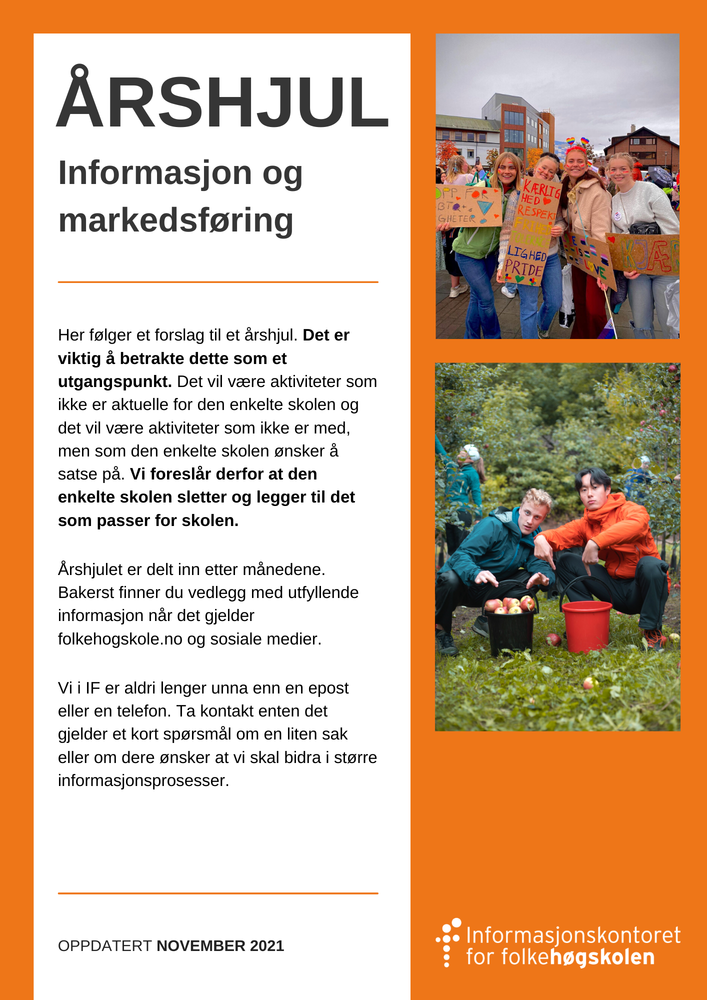 ÅRSHJUL
Informasjon og
markedsføring
Her følger et forslag til et årshjul. Det er
viktig å betrakte dette som et
utgangspunkt. Det vil være aktiviteter som
ikke er aktuelle for den enkelte skolen og
det vil være aktiviteter som ikke er med,
men som den enkelte skolen ønsker å
satse på. Vi foreslår derfor at den
enkelte skolen sletter og legger til det
som passer for skolen.
Årshjulet er delt inn etter månedene.
Bakerst finner du vedlegg med utfyllende
informasjon når det gjelder
folkehogskole.no og sosiale medier.
Vi i IF er aldri lenger unna enn en epost
eller en telefon. Ta kontakt enten det
gjelder et kort spørsmål om en liten sak
eller om dere ønsker at vi skal bidra i større
informasjonsprosesser.
OPPDATERT NOVEMBER 2021
OPP FOR
BTQ+
GHETER
KÆRLIG
HED
RESPEKT
FRIHED
LIGHED
PRIDE
IS
LOVE
KJÆR
Informasjonskontoret
for folkehøgskolen